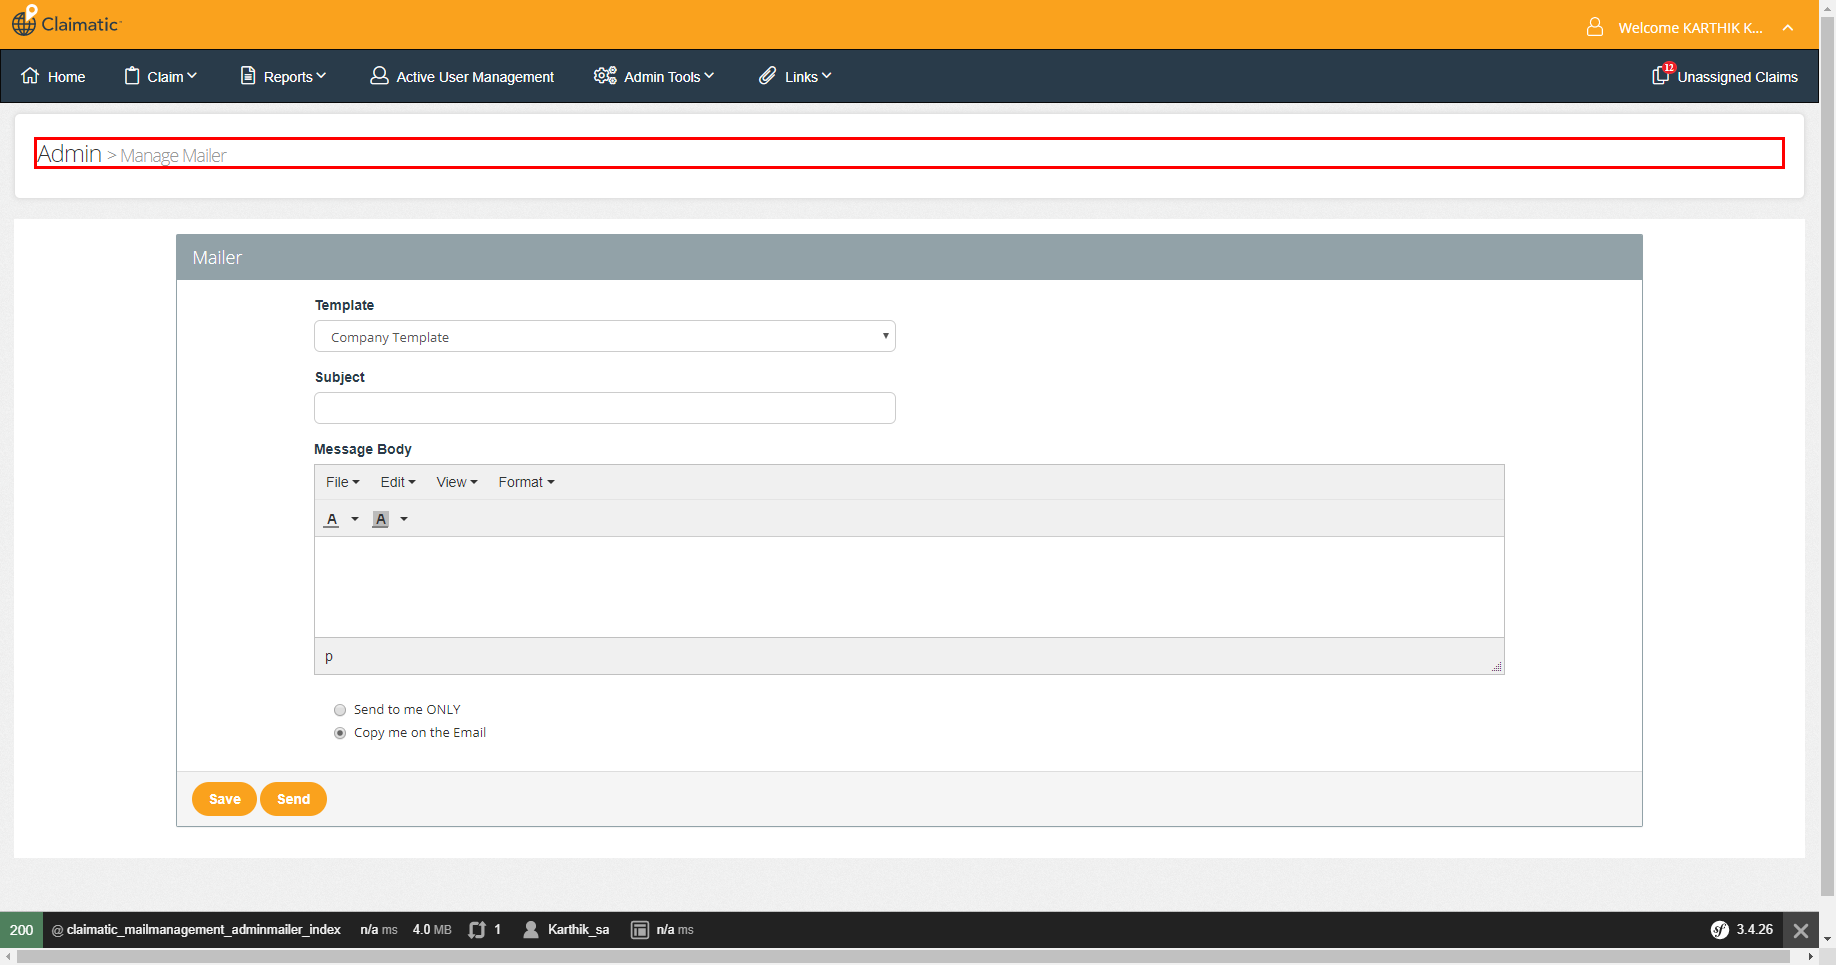 Claimatic
Welcome KARTHIK K...
Home Claim Reports Active User Management Admin Tools Links 12 Unassigned Claims
Admin > Manage Mailer
Mailer
Template
Company Template
Subject
Message Body
File Edit View Format
A A
p
Send to me ONLY
Copy me on the Email
Save Send
200 @ claimatic_mailmanagement_adminmailer_index n/a ms 4.0 MB 1 Karthik_sa n/a ms sf 3.4.26